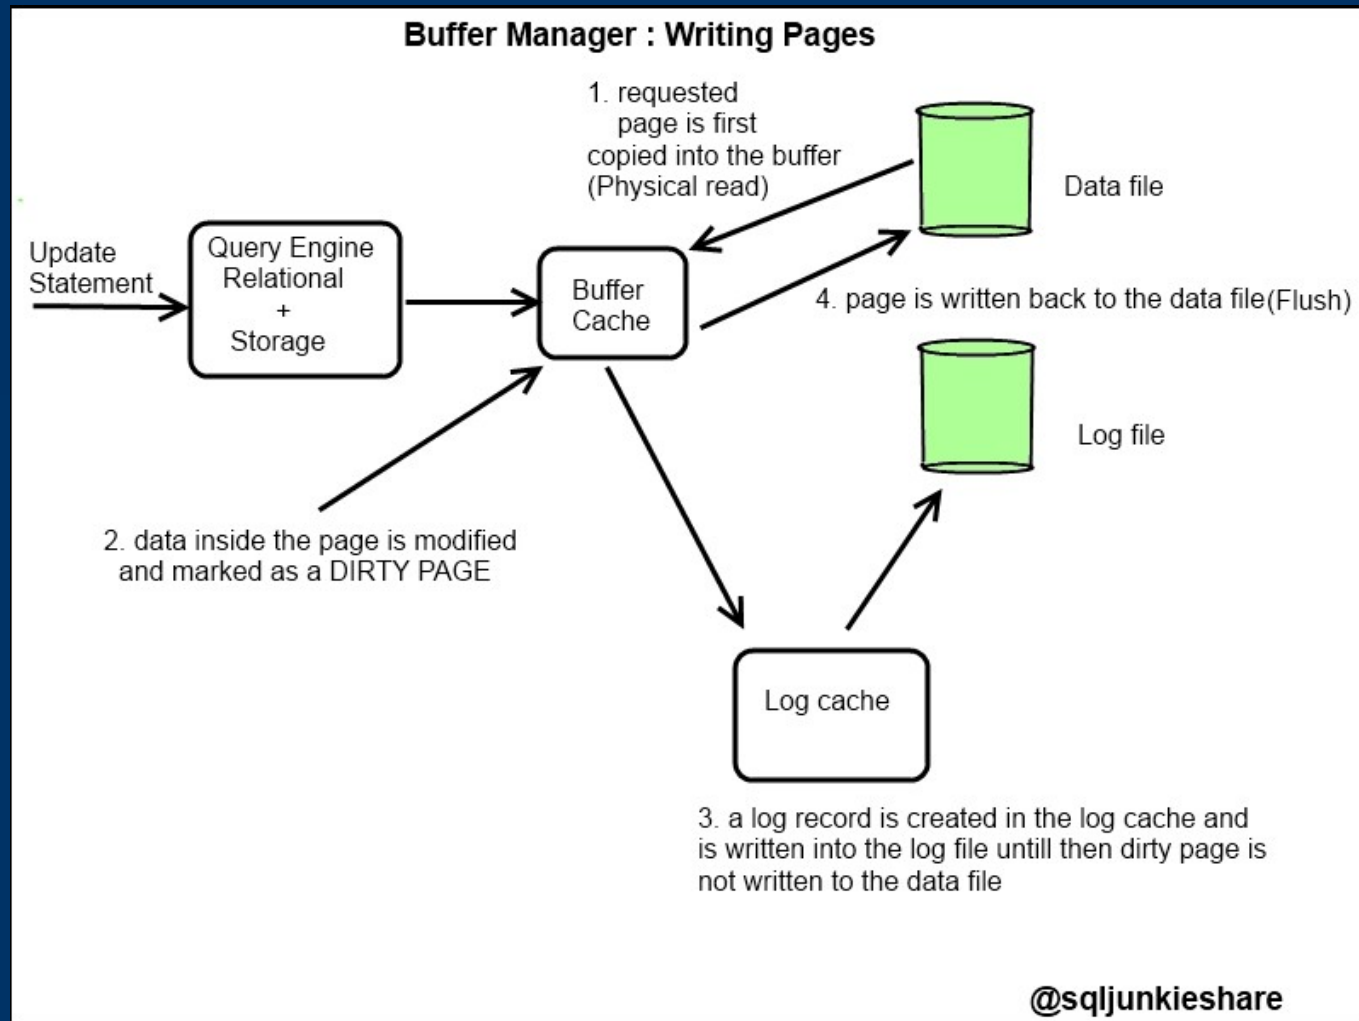 Buffer Manager : Writing Pages
1. requested
page is first
copied into the buffer
(Physical read)
Data file
Update
Statement
Query Engine
Relational
+
Storage
Buffer
Cache
4. page is written back to the data file(Flush)
Log file
2. data inside the page is modified
and marked as a DIRTY PAGE
Log cache
3. a log record is created in the log cache and
is written into the log file untill then dirty page is
not written to the data file
@sqljunkieshare